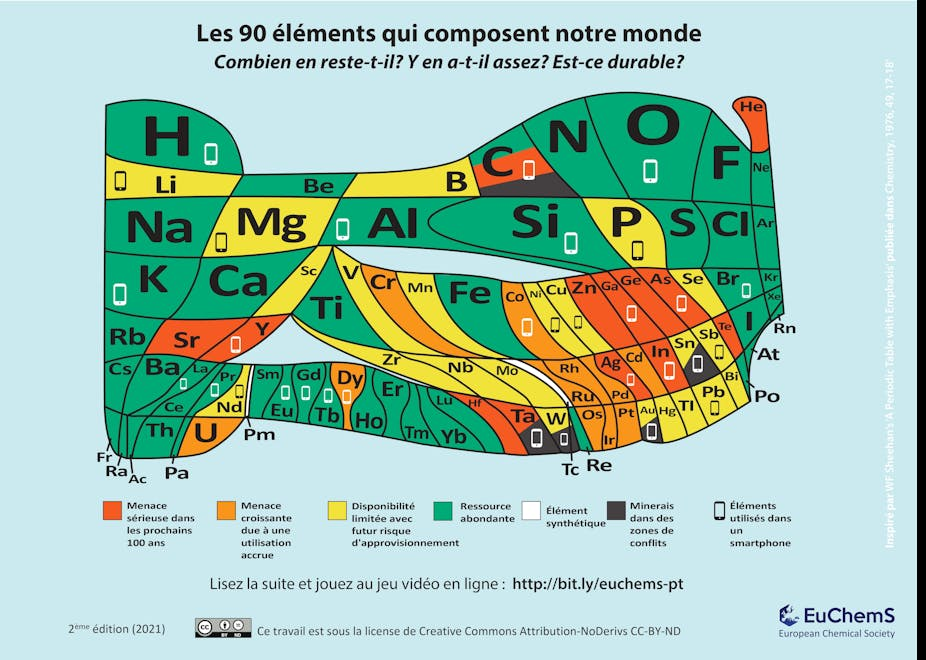 Les 90 éléments qui composent notre monde
Combien en reste-t-il? Y en a-t-il assez? Est-ce durable?
H
C
N
O
F
He
Ne
Li
Be
B
Na
Mg
Al
Si
P
S
Cl
Ar
K
Ca
Sc
Ti
V
Cr
Mn
Fe
Co
Ni
Cu
Zn
Ga
Ge
As
Se
Br
Kr
Rb
Sr
Y
Zr
Nb
Mo
Tc
Ru
Rh
Pd
Ag
Cd
In
Sn
Sb
Te
I
Xe
Cs
Ba
La
Ce
Pr
Nd
Pm
Sm
Eu
Gd
Tb
Dy
Ho
Er
Tm
Yb
Lu
Hf
Ta
W
Re
Os
Ir
Pt
Au
Hg
Tl
Pb
Bi
Po
At
Rn
Fr
Ra
Ac
Th
Pa
U
Menace
sérieuse dans
les prochains
100 ans
Menace
croissante
due à une
utilisation
accrue
Disponibilité
limitée avec
futur risque
d'approvisionnement
Ressource
abondante
Élément
synthétique
Minerais
dans des
zones de
conflits
Éléments
utilisés dans
un
smartphone
Lisez la suite et jouez au jeu vidéo en ligne : http://bit.ly/euchems-pt
2ème édition (2021)
CC
BY ND
Ce travail est sous la license de Creative Commons Attribution-NoDerivs CC-BY-ND
EuChemS
European Chemical Society
Inspiré par WF Sheehan's 'A Periodic Table with Emphasis' publiée dans Chemistry, 1976, 49, 17-18'